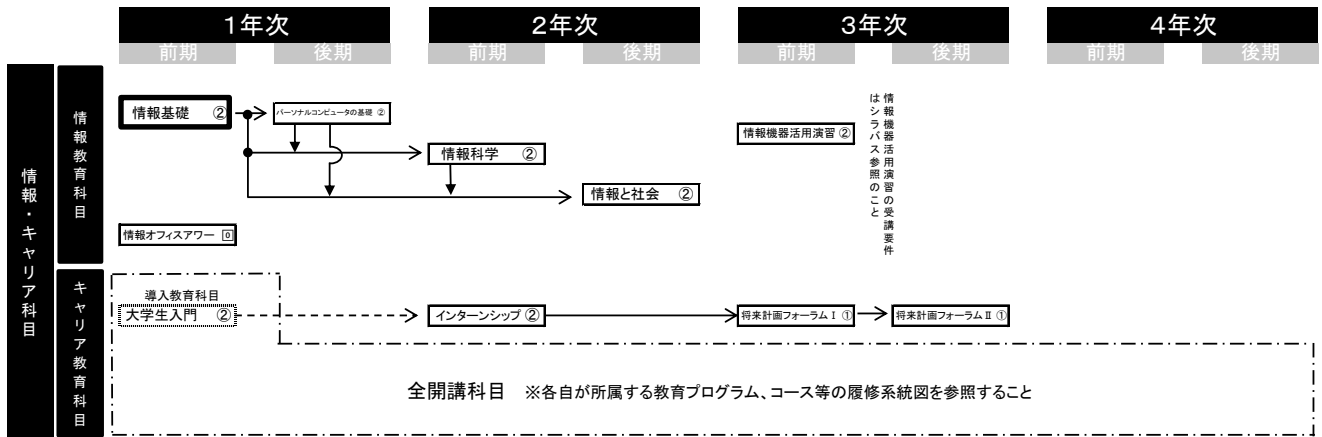 1年次
2年次
3年次
4年次
前期
後期
前期
後期
前期
後期
前期
後期
情報・キャリア科目
情報教育科目
情報基礎 ②
パーソナルコンピュータの基礎 ②
情報科学 ②
情報と社会 ②
情報機器活用演習 ②
情報機器活用演習の受講要件
はシラバス参照のこと
情報オフィスアワー 0
キャリア教育科目
導入教育科目
大学生入門 ②
インターンシップ ②
将来計画フォーラムⅠ ①
将来計画フォーラムⅡ ①
全開講科目 ※各自が所属する教育プログラム、コース等の履修系統図を参照すること